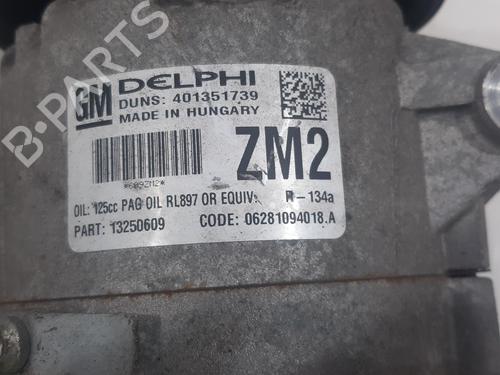 GM DELPHI
DUNS: 401351739
MADE IN HUNGARY
*609ZM2*
ZM2
OIL: 125cc PAG OIL RL897 OR EQUIV. R-134a
PART: 13250609 CODE: 06281094018.A
B-PARTS